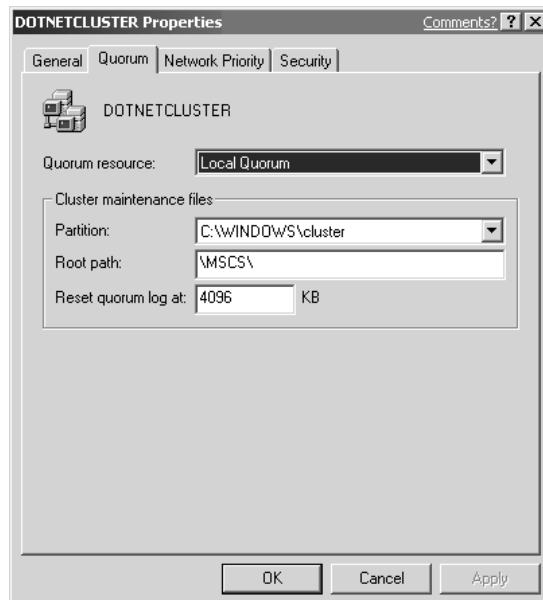 DOTNETCLUSTER Properties Comments? ? X
General Quorum Network Priority Security
DOTNETCLUSTER
Quorum resource: Local Quorum
Cluster maintenance files
Partition: C:\WINDOWS\cluster
Root path: \MSCS\
Reset quorum log at: 4096 KB
OK Cancel Apply